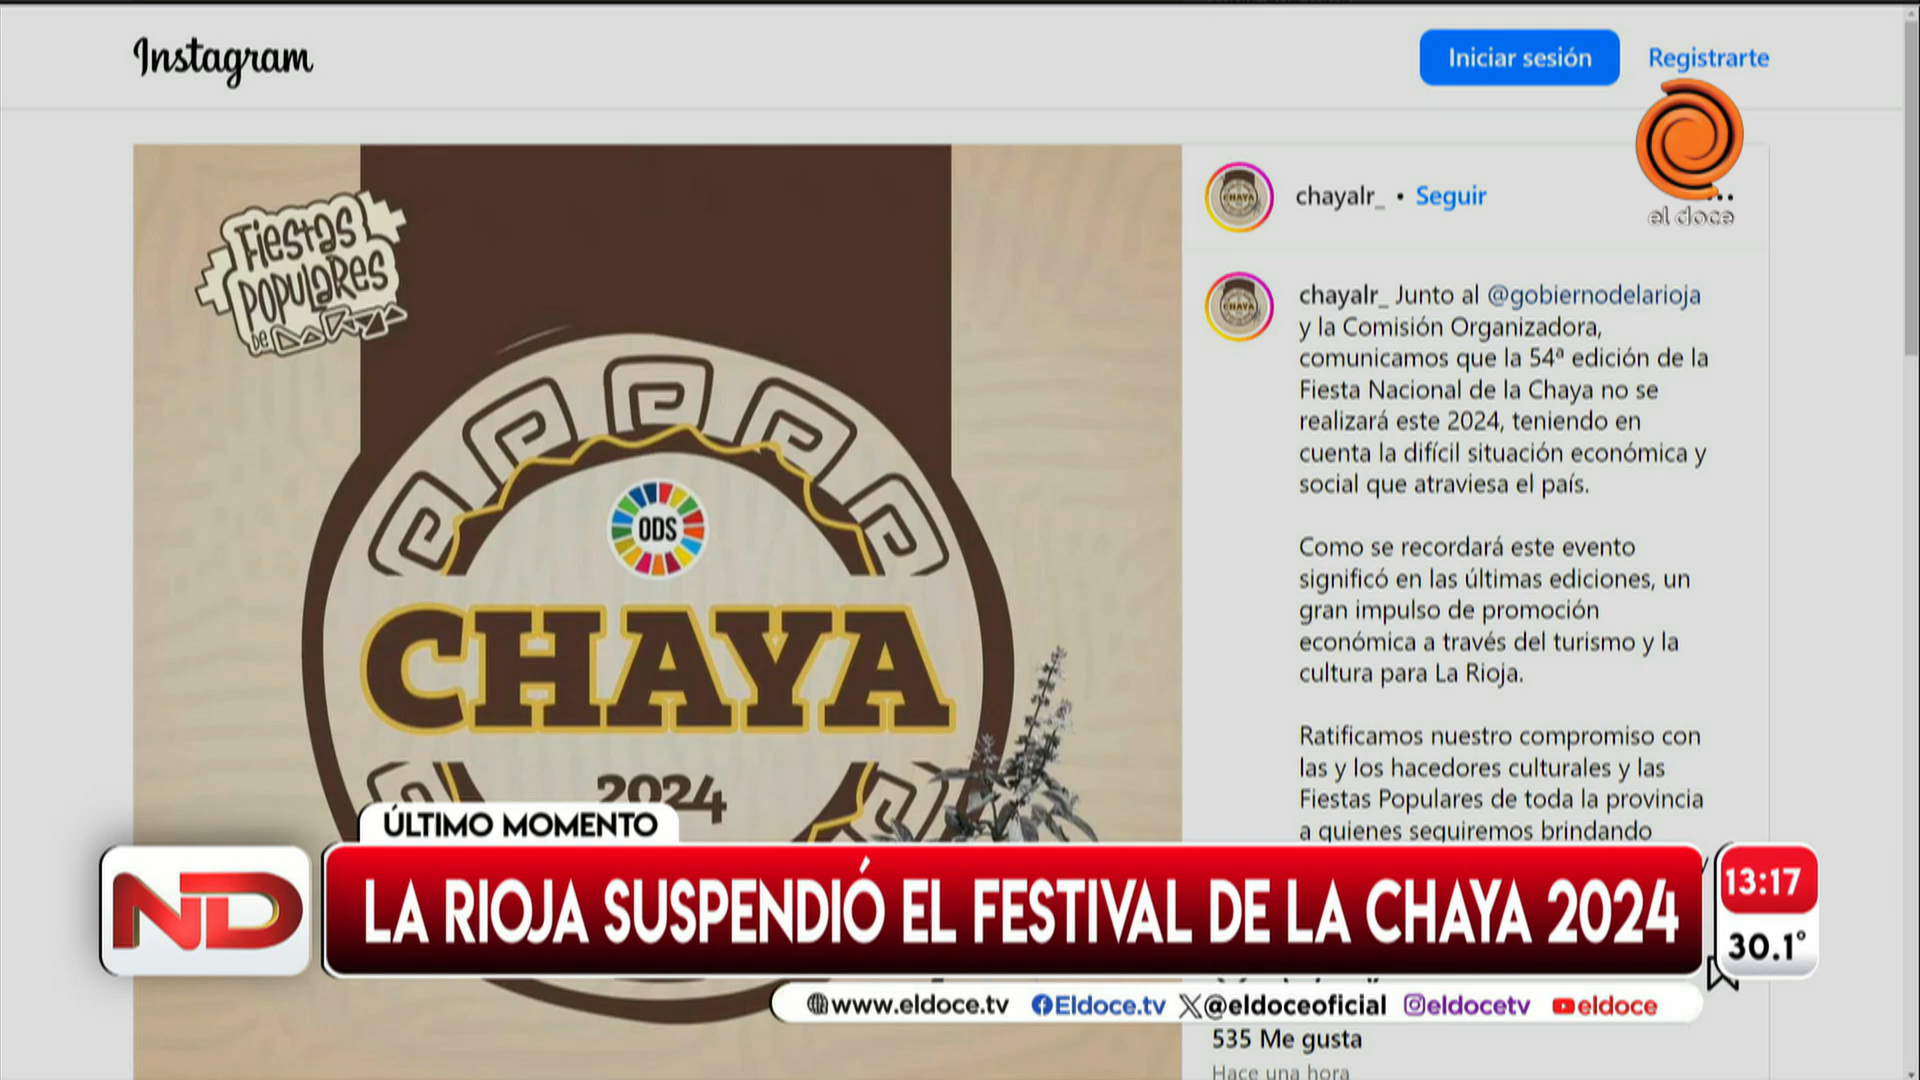 Instagram
Iniciar sesión
Registrarte
el doce
Fiestas
populares
de La Rioja
ODS
CHAYA
2024
chayalr_ • Seguir
chayalr_ Junto al @gobiernodelarioja
y la Comisión Organizadora,
comunicamos que la 54ª edición de la
Fiesta Nacional de la Chaya no se
realizará este 2024, teniendo en
cuenta la difícil situación económica y
social que atraviesa el país.
Como se recordará este evento
significó en las últimas ediciones, un
gran impulso de promoción
económica a través del turismo y la
cultura para La Rioja.
Ratificamos nuestro compromiso con
las y los hacedores culturales y las
Fiestas Populares de toda la provincia
a quienes seguiremos brindando
ÚLTIMO MOMENTO
ND
LA RIOJA SUSPENDIÓ EL FESTIVAL DE LA CHAYA 2024
13:17
30.1°
www.eldoce.tv Eldoce.tv @eldoceoficial eldocetv eldoce
535 Me gusta
Hace una hora